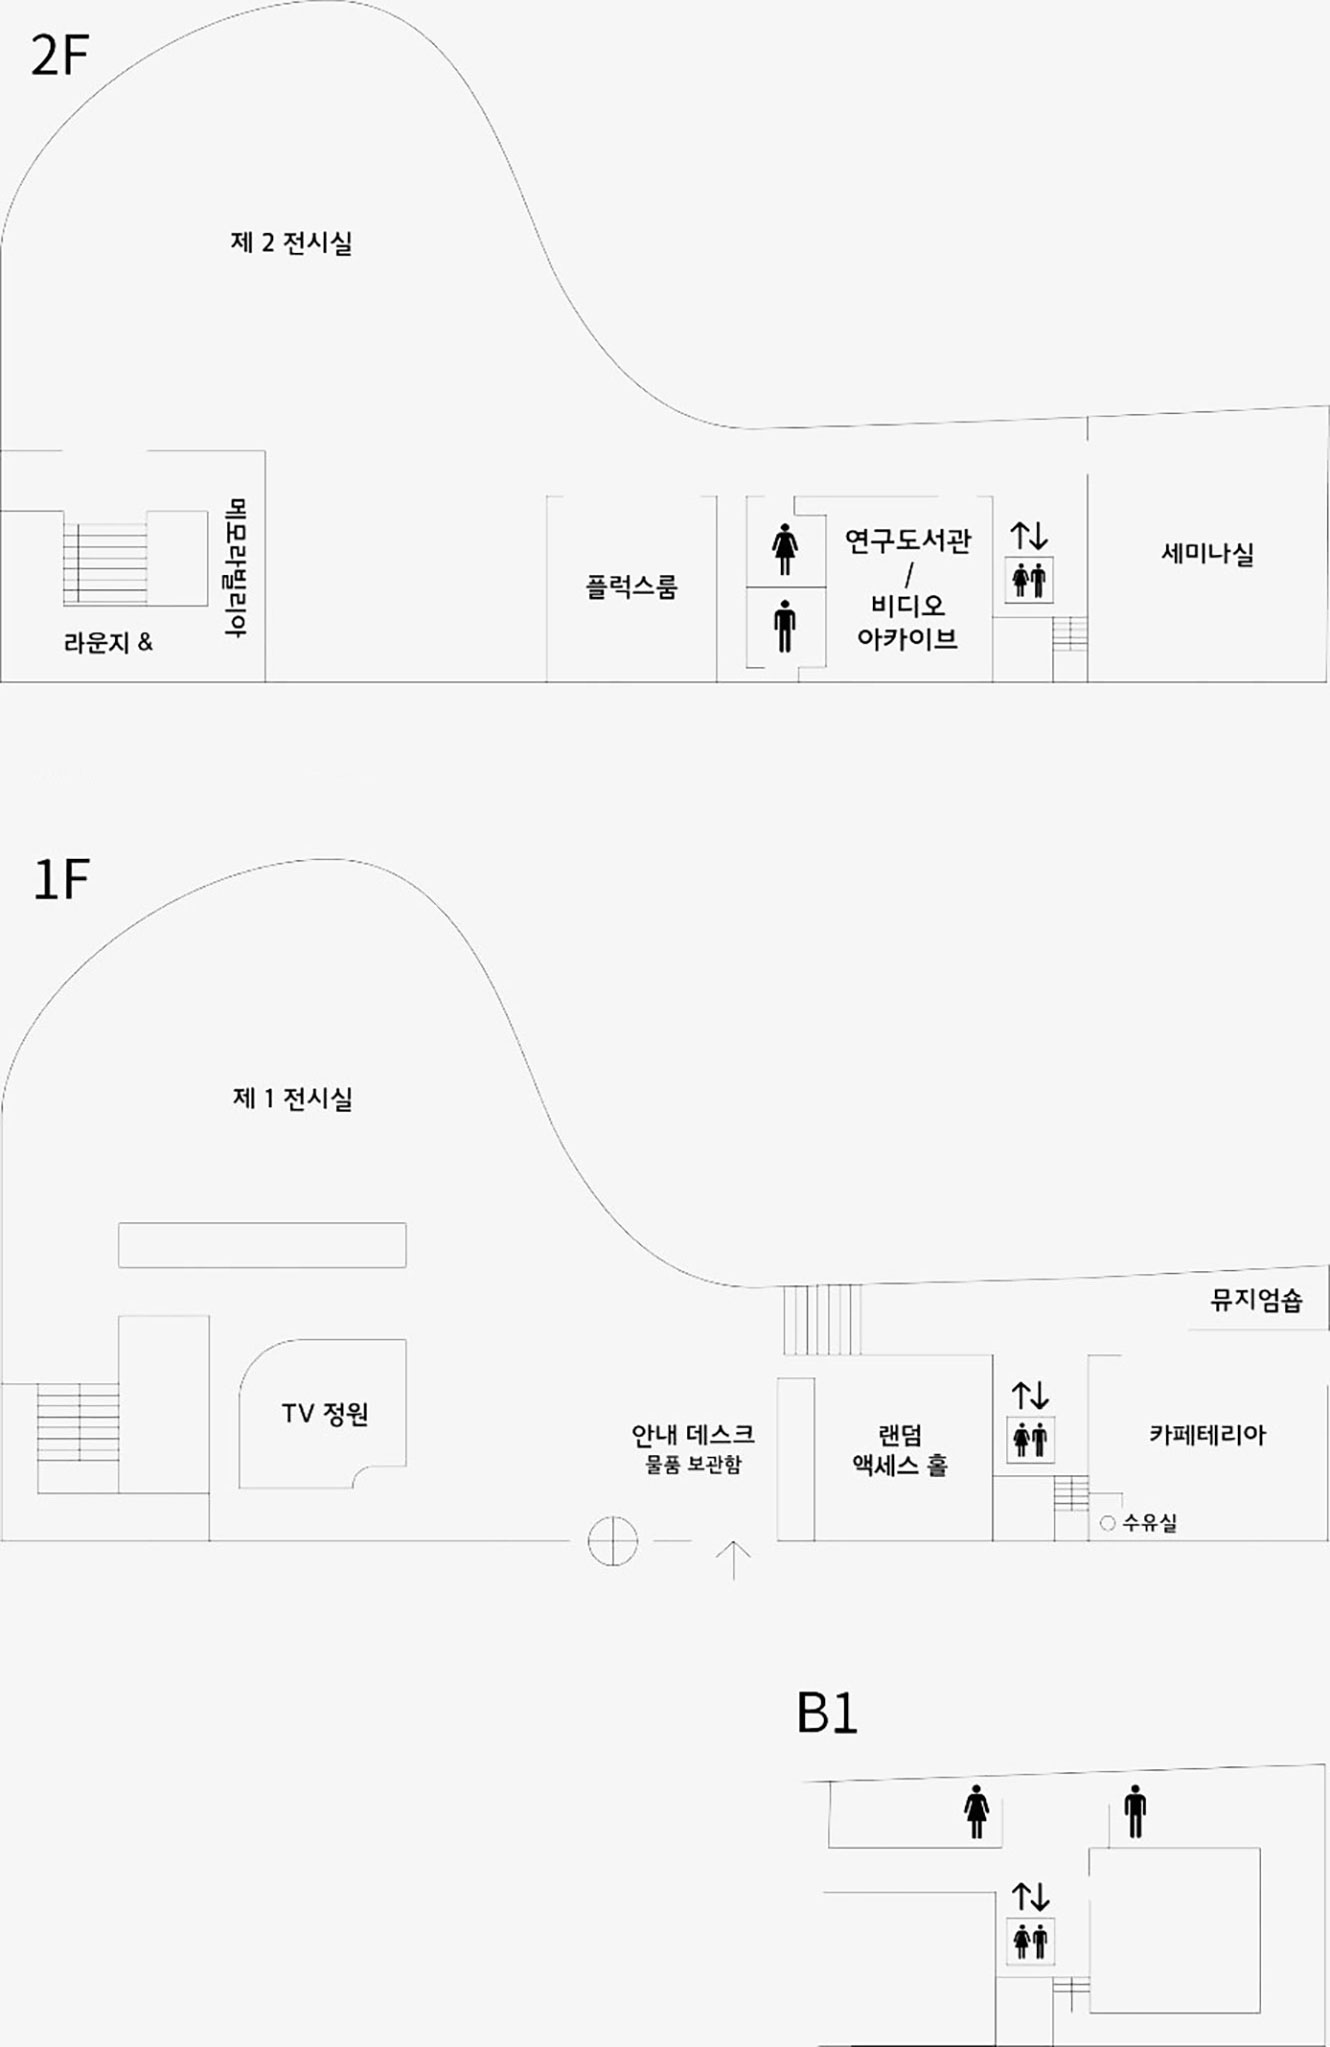 2F
제 2 전시실
메모라빌리아
라운지 &
플럭스룸
연구도서관
/
비디오
아카이브
세미나실
1F
제 1 전시실
TV 정원
안내 데스크
물품 보관함
랜덤
액세스 홀
뮤지엄숍
카페테리아
수유실
B1